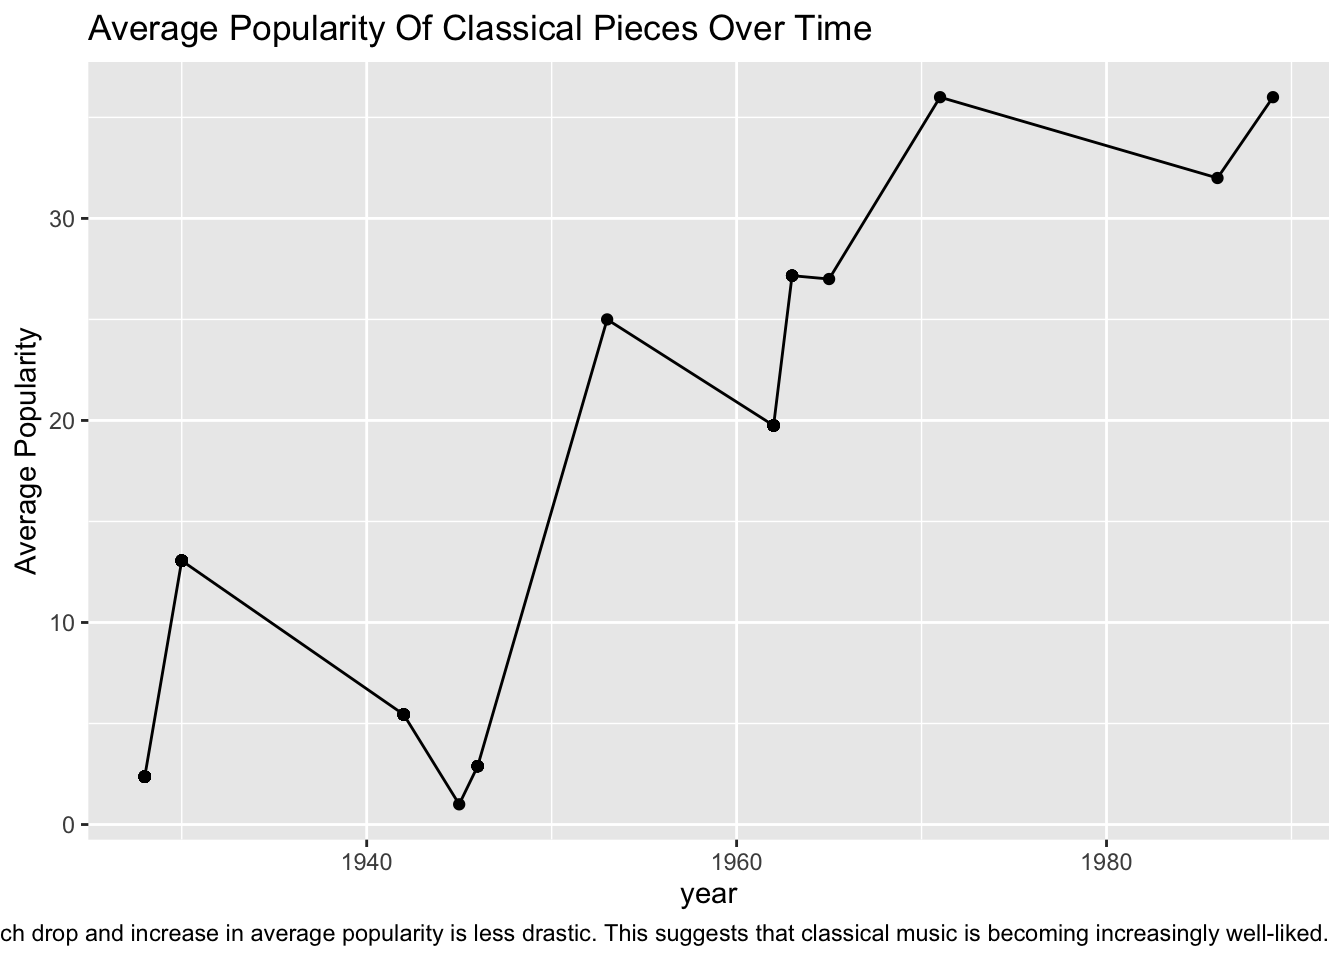 Average Popularity Of Classical Pieces Over Time
Average Popularity
30
20
10
0
1940
1960
1980
year
ch drop and increase in average popularity is less drastic. This suggests that classical music is becoming increasingly well-liked.